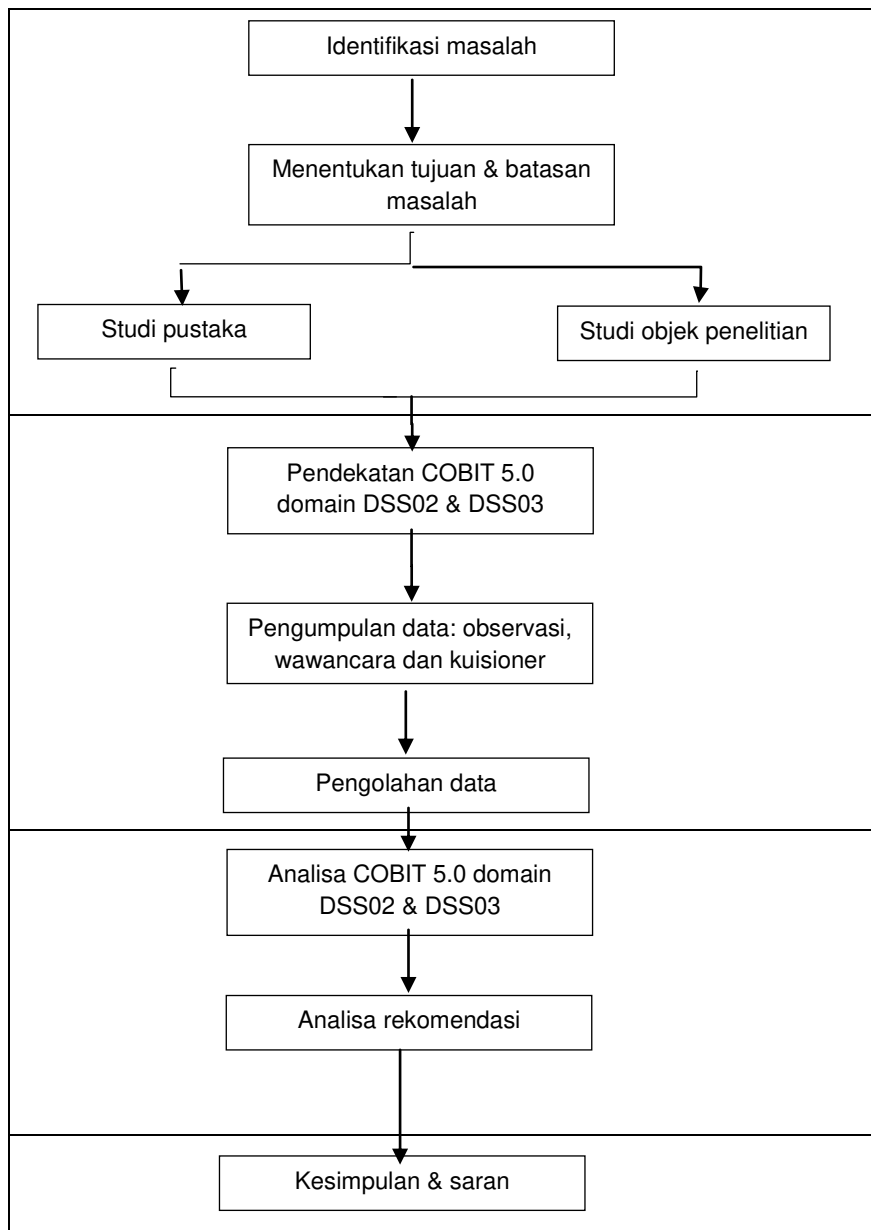 Identifikasi masalah
Menentukan tujuan & batasan
masalah
Studi pustaka
Studi objek penelitian
Pendekatan COBIT 5.0
domain DSS02 & DSS03
Pengumpulan data: observasi,
wawancara dan kuisioner
Pengolahan data
Analisa COBIT 5.0 domain
DSS02 & DSS03
Analisa rekomendasi
Kesimpulan & saran